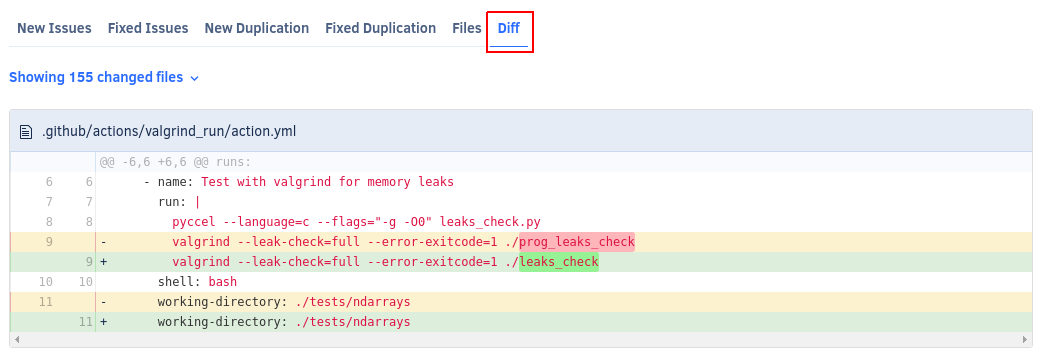 New Issues Fixed Issues New Duplication Fixed Duplication Files Diff
Showing 155 changed files
.github/actions/valgrind_run/action.yml
@@ -6,6 +6,6 @@ runs:
6 6 - name: Test with valgrind for memory leaks
7 7 run: |
8 8 pyccel --language=c --flags="-g -O0" leaks_check.py
9 - valgrind --leak-check=full --error-exitcode=1 ./prog_leaks_check
9 + valgrind --leak-check=full --error-exitcode=1 ./leaks_check
10 10 shell: bash
11 - working-directory: ./tests/ndarrays
11 + working-directory: ./tests/ndarrays